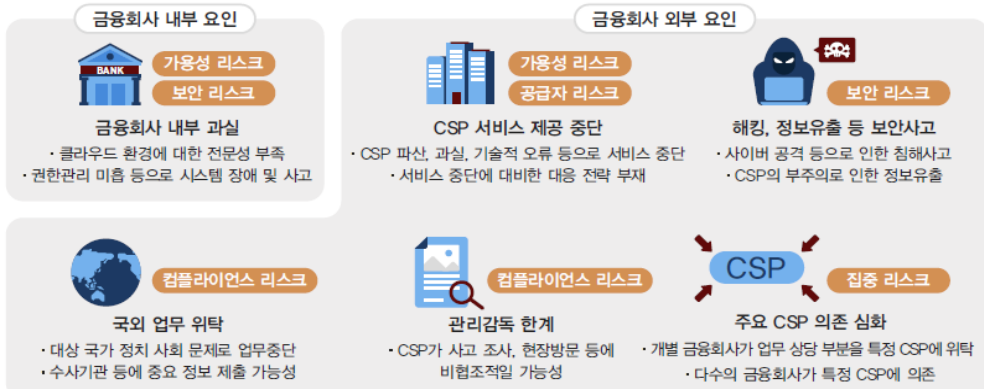 금융회사 내부 요인
금융회사 외부 요인
BANK
가용성 리스크
보안 리스크
금융회사 내부 과실
· 클라우드 환경에 대한 전문성 부족
· 권한관리 미흡 등으로 시스템 장애 및 사고
가용성 리스크
공급자 리스크
CSP 서비스 제공 중단
· CSP 파산, 과실, 기술적 오류 등으로 서비스 중단
· 서비스 중단에 대비한 대응 전략 부재
보안 리스크
해킹, 정보유출 등 보안사고
· 사이버 공격 등으로 인한 침해사고
· CSP의 부주의로 인한 정보유출
컴플라이언스 리스크
국외 업무 위탁
· 대상 국가 정치 사회 문제로 업무중단
· 수사기관 등에 중요 정보 제출 가능성
컴플라이언스 리스크
관리감독 한계
· CSP가 사고 조사, 현장방문 등에
비협조적일 가능성
CSP
집중 리스크
주요 CSP 의존 심화
· 개별 금융회사가 업무 상당 부분을 특정 CSP에 위탁
· 다수의 금융회사가 특정 CSP에 의존